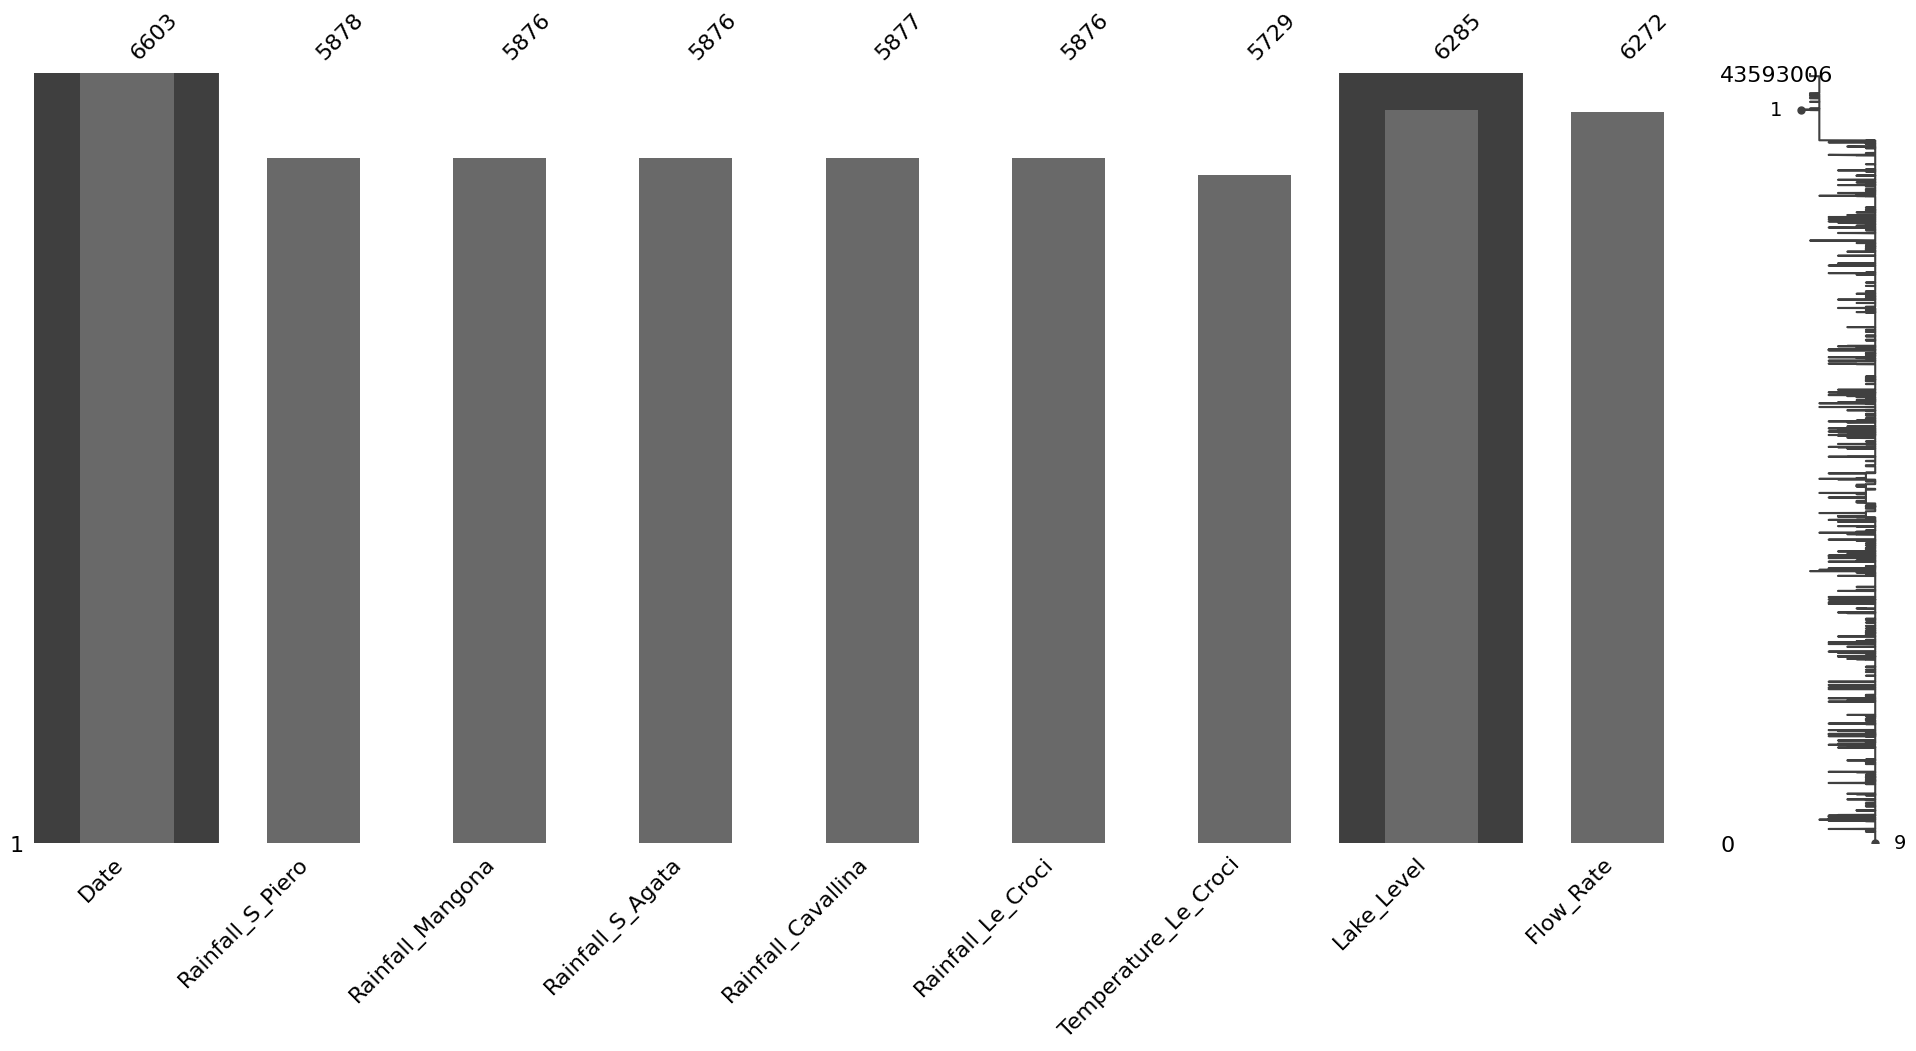 6603
5878
5876
5876
5877
5876
5729
6285
6272
43593006
1
1
0
9
Date
Rainfall_S_Piero
Rainfall_Mangona
Rainfall_S_Agata
Rainfall_Cavallina
Rainfall_Le_Croci
Temperature_Le_Croci
Lake_Level
Flow_Rate